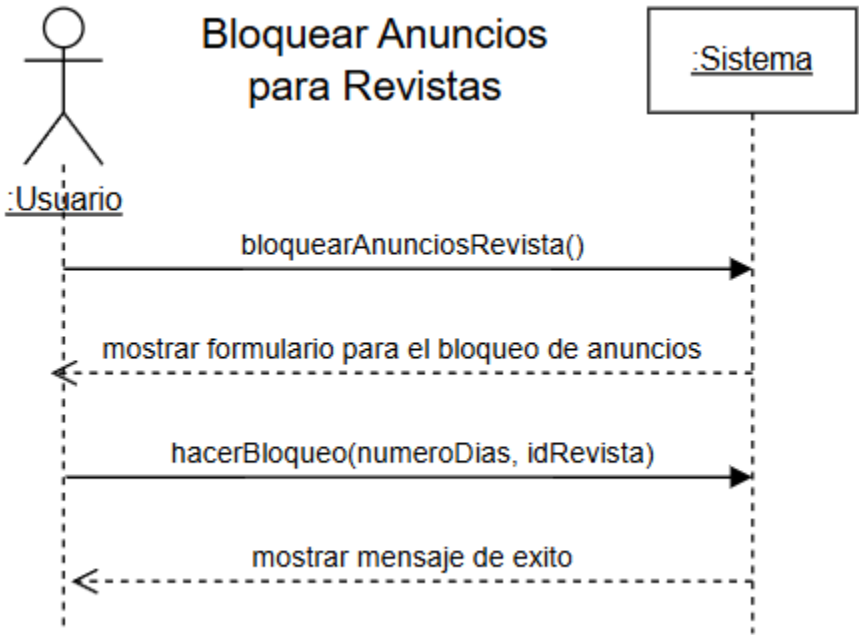 Bloquear Anuncios
para Revistas
:Sistema
:Usuario
bloquearAnunciosRevista()
mostrar formulario para el bloqueo de anuncios
hacerBloqueo(numeroDias, idRevista)
mostrar mensaje de exito